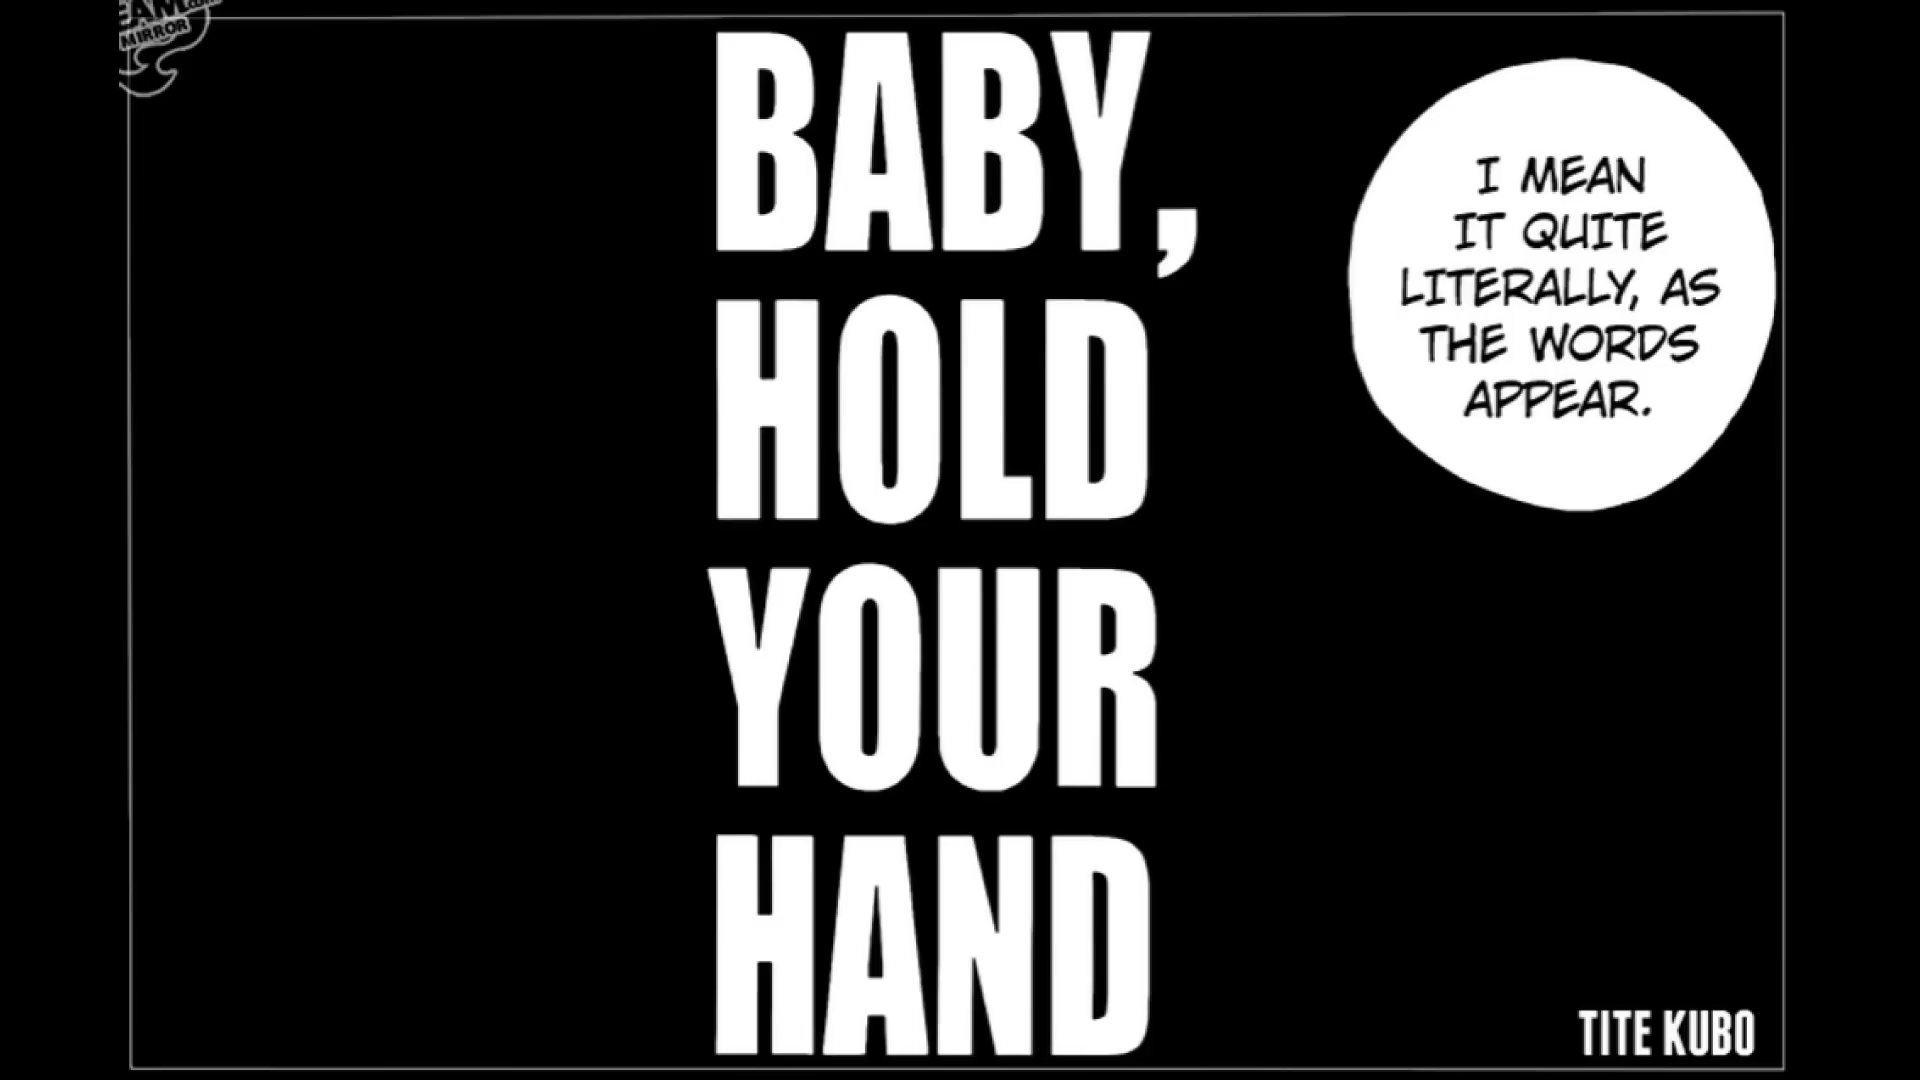 MIRROR
BABY,
HOLD
YOUR
HAND
I MEAN
IT QUITE
LITERALLY, AS
THE WORDS
APPEAR.
TITE KUBO